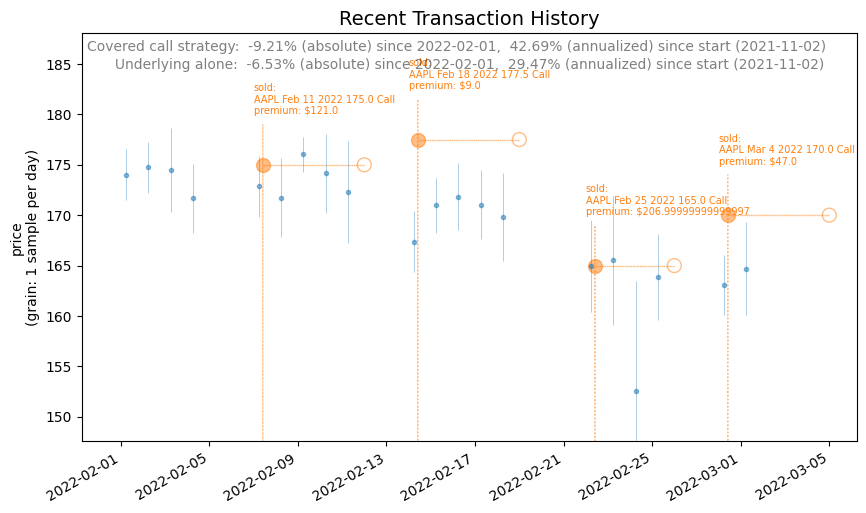 Recent Transaction History
Covered call strategy:  -9.21% (absolute) since 2022-02-01,  42.69% (annualized) since start (2021-11-02)
Underlying alone:  -6.53% (absolute) since 2022-02-01,  29.47% (annualized) since start (2021-11-02)
sold:
AAPL Feb 11 2022 175.0 Call
premium: $121.0
sold:
AAPL Feb 18 2022 177.5 Call
premium: $9.0
sold:
AAPL Feb 25 2022 165.0 Call
premium: $206.99999999999997
sold:
AAPL Mar 4 2022 170.0 Call
premium: $47.0
price
(grain: 1 sample per day)
185
180
175
170
165
160
155
150
2022-02-01
2022-02-05
2022-02-09
2022-02-13
2022-02-17
2022-02-21
2022-02-25
2022-03-01
2022-03-05